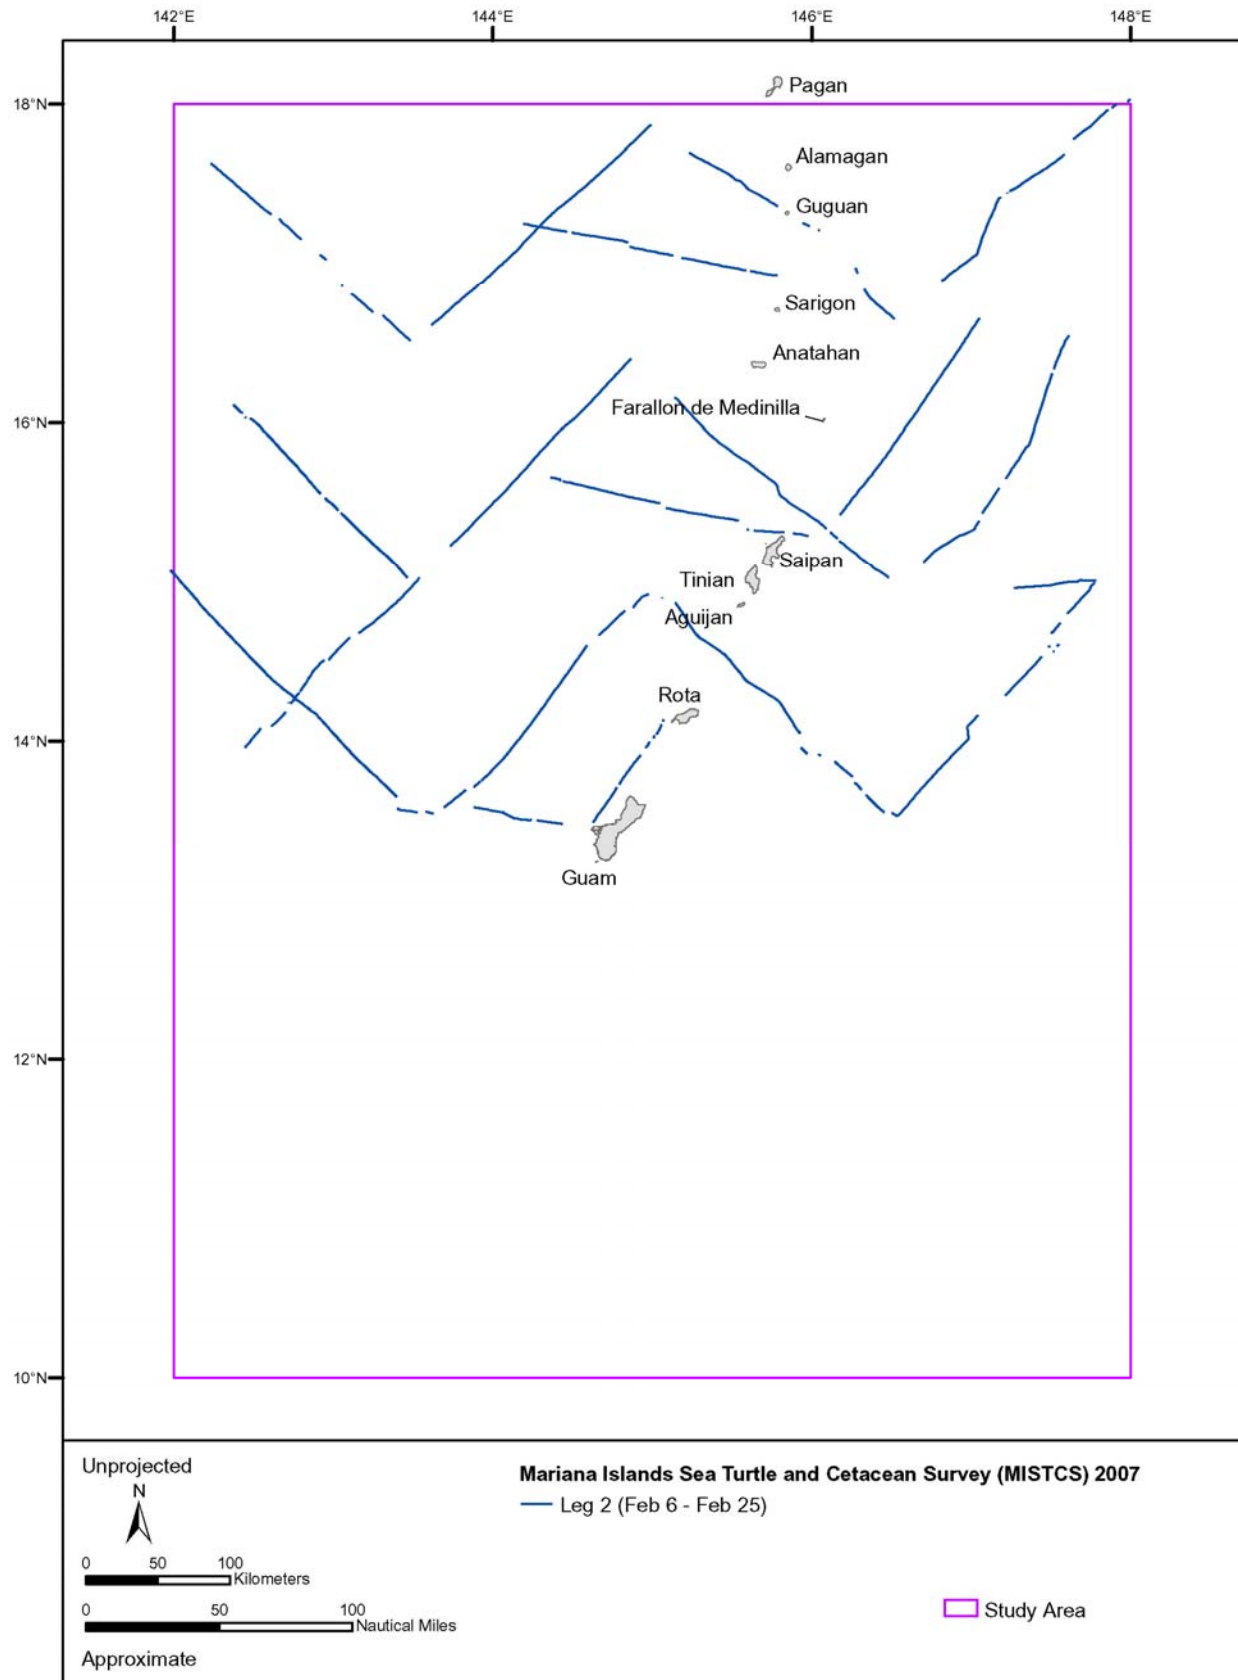 142°E 144°E 146°E 148°E
Pagan
18°N
Alamagan
Guguan
Sarigon
Anatahan
Farallon de Medinilla
16°N
Saipan
Tinian
Aguijan
Rota
14°N
Guam
12°N
10°N
Unprojected
N
0 50 100
Kilometers
0 50 100
Nautical Miles
Approximate
Mariana Islands Sea Turtle and Cetacean Survey (MISTCS) 2007
Leg 2 (Feb 6 - Feb 25)
Study Area